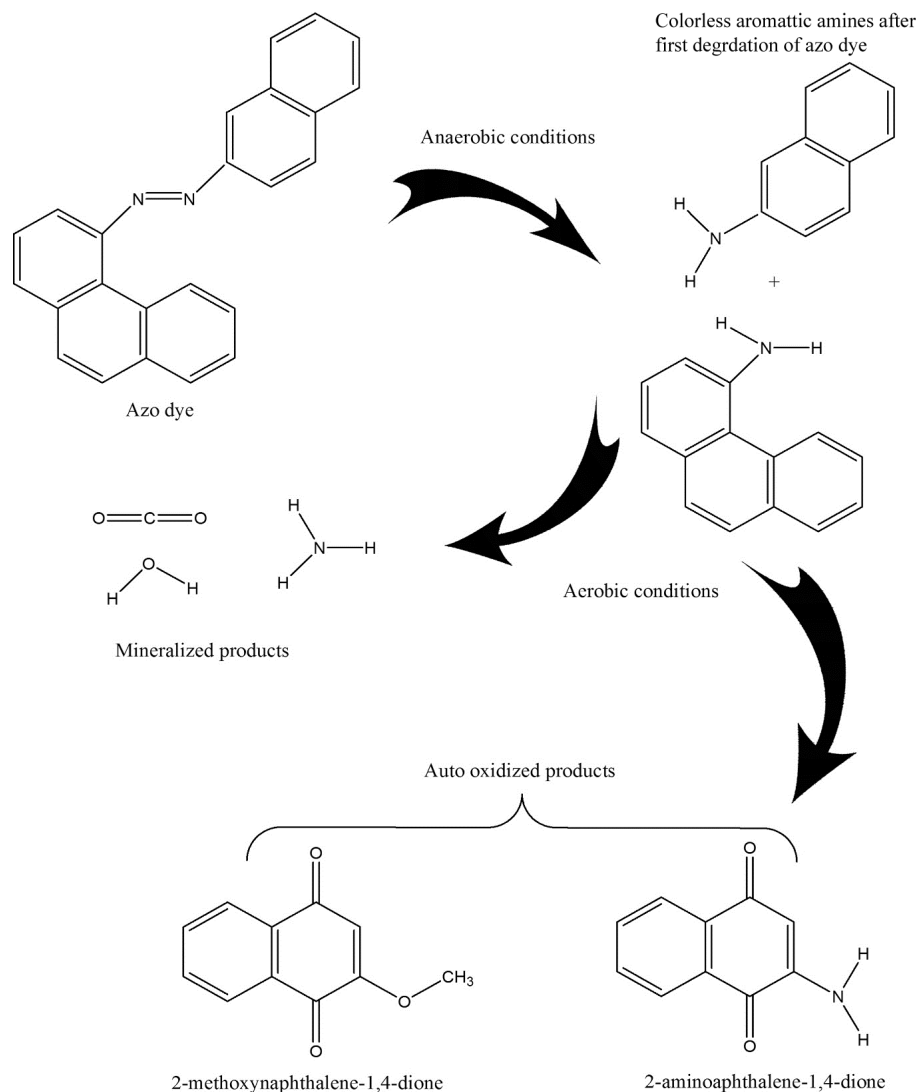 Colorless aromattic amines after
first degrdation of azo dye
Anaerobic conditions
N N
H
N
H
+
H
N H
Azo dye
O C O
H
N H
H
O
H H
Aerobic conditions
Mineralized products
Auto oxidized products
O
O
CH3
O
O
O
H
N
H
O
2-methoxynaphthalene-1,4-dione
2-aminoaphthalene-1,4-dione